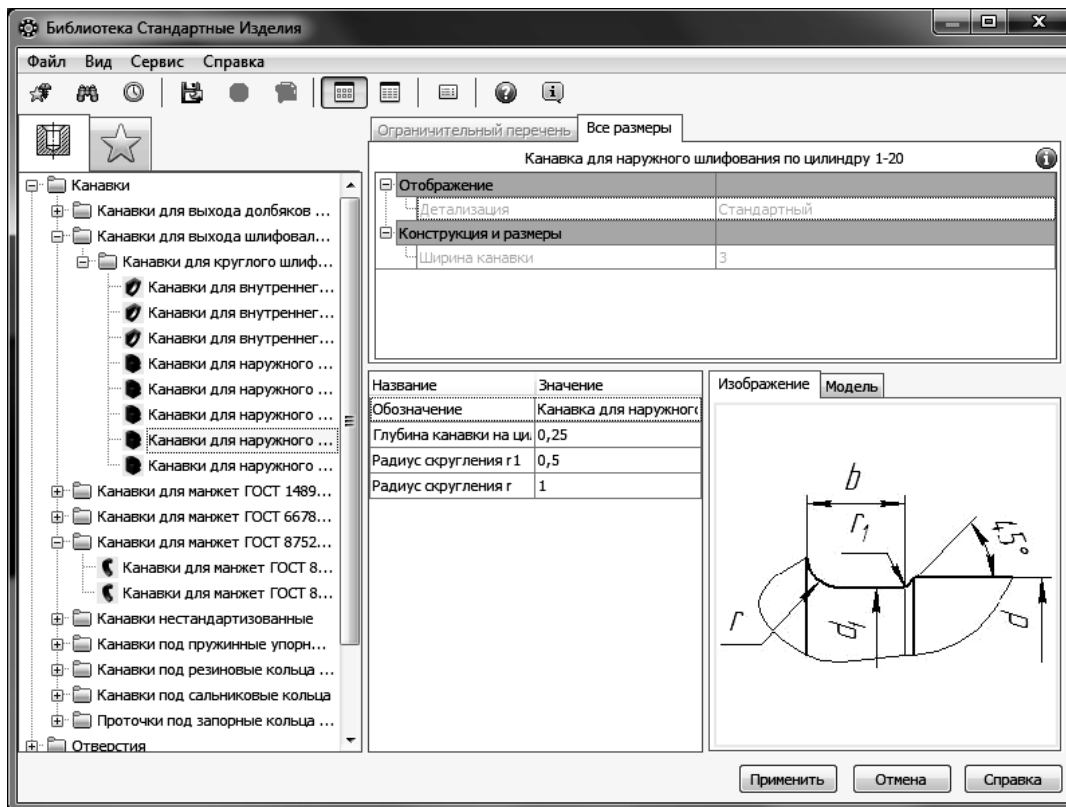 Библиотека Стандартные Изделия
Файл Вид Сервис Справка
Ограничительный перечень Все размеры
Канавка для наружного шлифования по цилиндру 1-20
Отображение
Детализация Стандартный
Конструкция и размеры
Ширина канавки 3
Канавки
Канавки для выхода долбяков ...
Канавки для выхода шлифовал...
Канавки для круглого шлиф...
Канавки для внутреннег...
Канавки для внутреннег...
Канавки для внутреннег...
Канавки для наружного ...
Канавки для наружного ...
Канавки для наружного ...
Канавки для наружного ...
Канавки для наружного ...
Канавки для манжет ГОСТ 1489...
Канавки для манжет ГОСТ 6678...
Канавки для манжет ГОСТ 8752...
Канавки для манжет ГОСТ 8...
Канавки для манжет ГОСТ 8...
Канавки нестандартизованные
Канавки под пружинные упорн...
Канавки под резиновые кольца
Канавки под сальниковые кольца
Проточки под запорные кольца ...
Отверстия
Название Значение
Обозначение Канавка для наружног
Глубина канавки на ци 0,25
Радиус скругления r1 0,5
Радиус скругления r 1
Изображение Модель
b
r1
45°
r
d1
d
Применить Отмена Справка